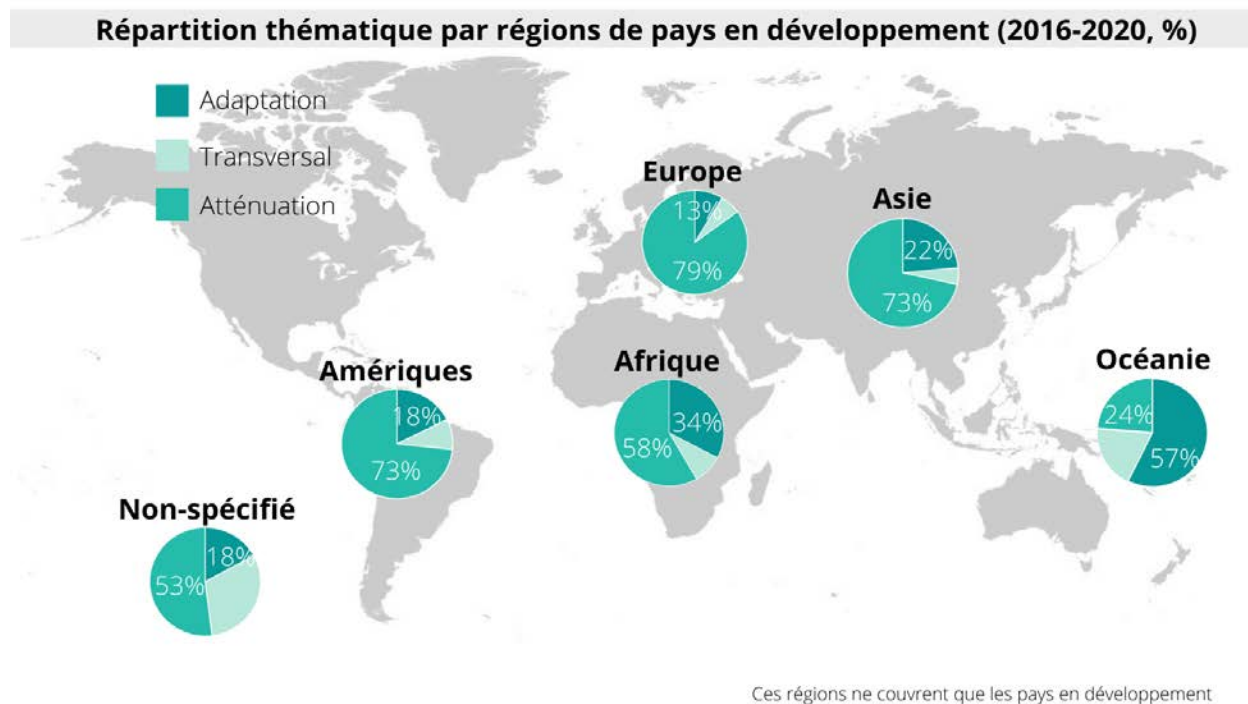 Répartition thématique par régions de pays en développement (2016-2020, %)
Adaptation
Transversal
Atténuation
Europe
13%
79%
Asie
22%
73%
Amériques
18%
73%
Afrique
34%
58%
Océanie
24%
57%
Non-spécifié
18%
53%
Ces régions ne couvrent que les pays en développement